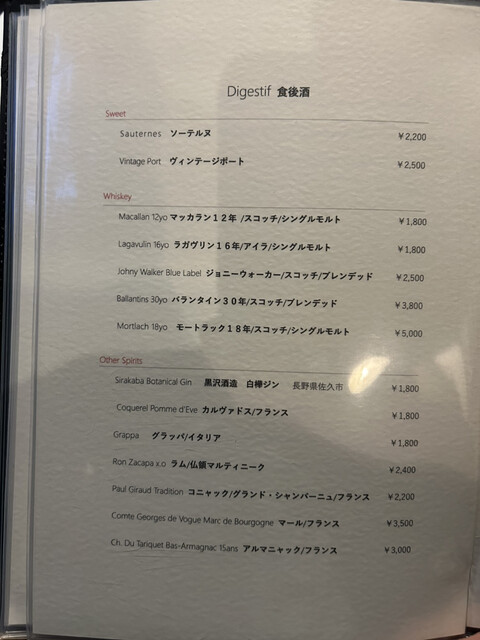 Digestif 食後酒
Sweet
Sauternes ソーテルヌ ￥2,200
Vintage Port ヴィンテージポート ￥2,500
Whiskey
Macallan 12yo マッカラン１２年 /スコッチ/シングルモルト ￥1,800
Lagavulin 16yo ラガヴリン１６年/アイラ/シングルモルト ￥1,800
Johny Walker Blue Label ジョニーウォーカー/スコッチ/ブレンデッド ￥2,500
Ballantins 30yo バランタイン３０年/スコッチ/ブレンデッド ￥3,800
Mortlach 18yo モートラック１８年/スコッチ/シングルモルト ￥5,000
Other Spirits
Sirakaba Botanical Gin 黒沢酒造 白樺ジン 長野県佐久市 ￥1,800
Coquerel Pomme d'Eve カルヴァドス/フランス ￥1,800
Grappa グラッパ/イタリア ￥1,800
Ron Zacapa x.o ラム/仏領マルティニーク ￥2,400
Paul Giraud Tradition コニャック/グランド・シャンパーニュ/フランス ￥2,200
Comte Georges de Vogue Marc de Bourgogne マール/フランス ￥3,500
Ch. Du Tariquet Bas-Armagnac 15ans アルマニャック/フランス ￥3,000